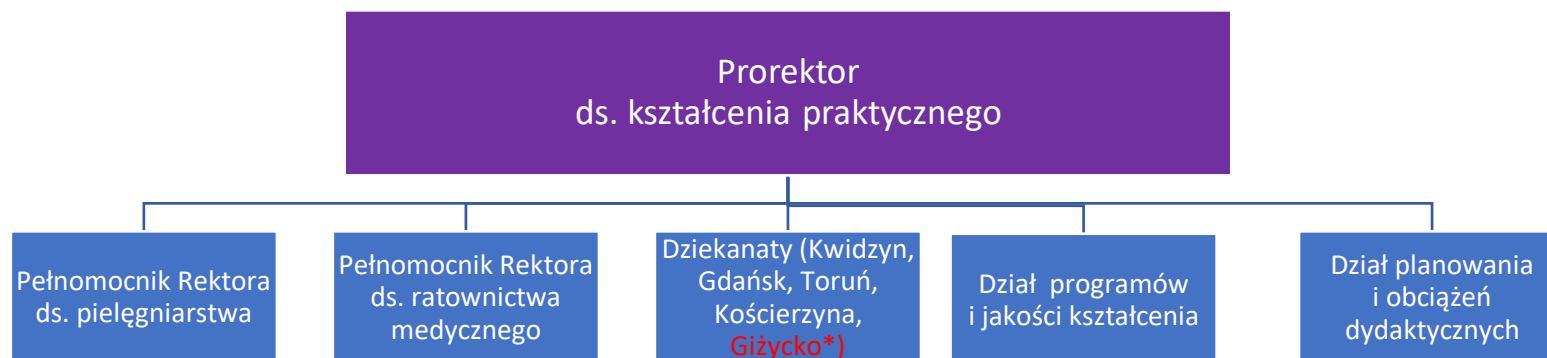 Prorektor
ds. kształcenia praktycznego
Pełnomocnik Rektora
ds. pielęgniarstwa
Pełnomocnik Rektora
ds. ratownictwa
medycznego
Dziekanaty (Kwidzyn,
Gdańsk, Toruń,
Kościerzyna,
Giżycko*)
Dział programów
i jakości kształcenia
Dział planowania
i obciążeń
dydaktycznych